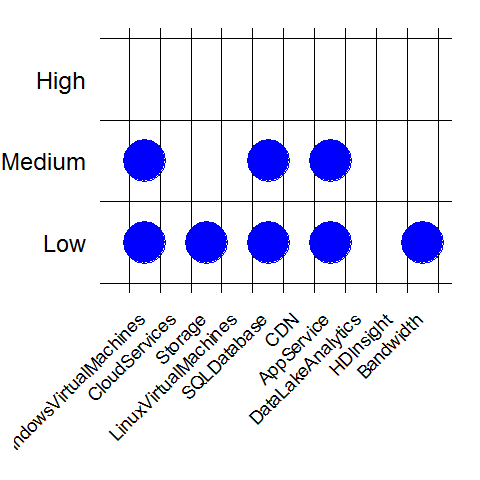 High
Medium
Low
ndowsVirtualMachines
CloudServices
Storage
LinuxVirtualMachines
SQLDatabase
CDN
AppService
DataLakeAnalytics
HDInsight
Bandwidth